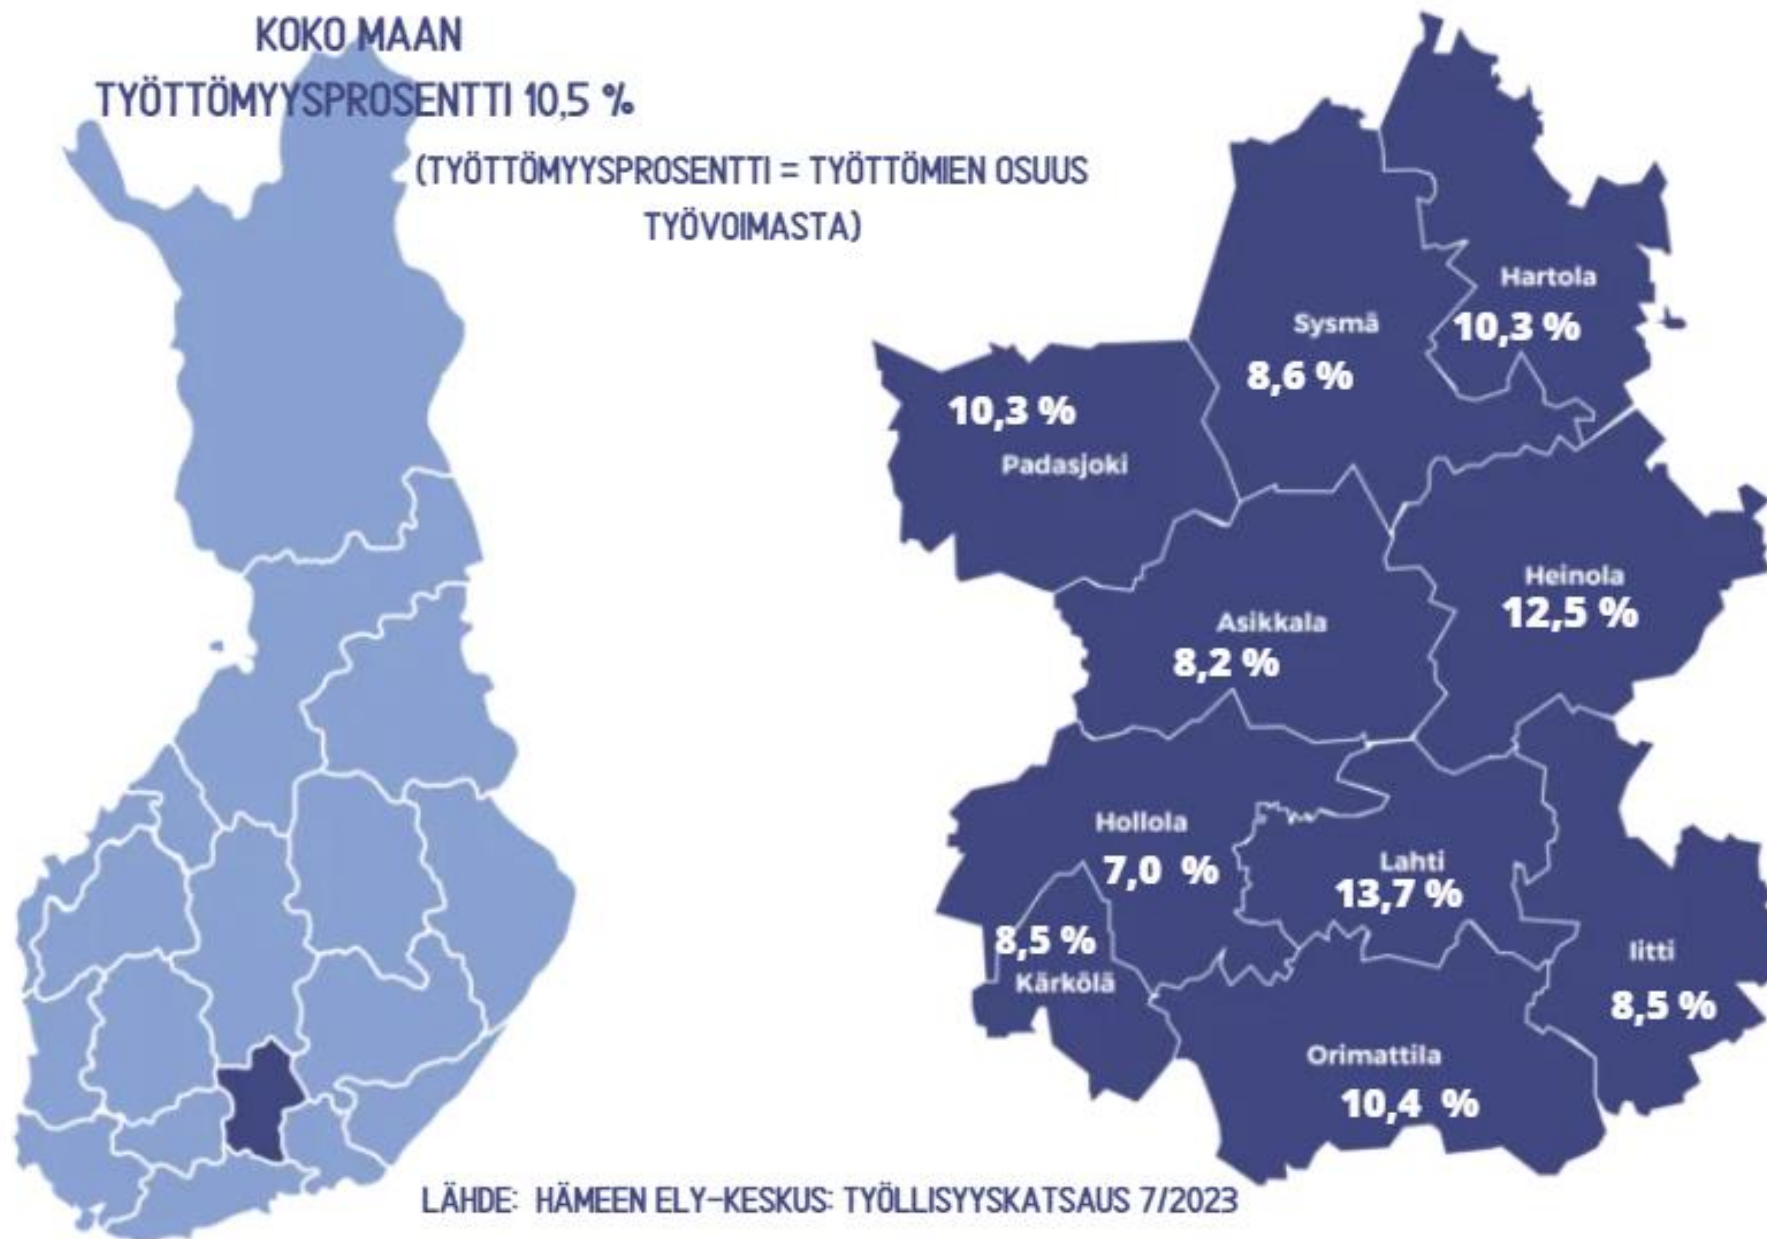 KOKO MAAN
TYÖTTÖMYYSPROSENTTI 10,5 %
(TYÖTTÖMYYSPROSENTTI = TYÖTTÖMIEN OSUUS
TYÖVOIMASTA)
Hartola
10,3 %
Sysmä
8,6 %
10,3 %
Padasjoki
Heinola
12,5 %
Asikkala
8,2 %
Hollola
7,0 %
Lahti
13,7 %
8,5 %
Kärkölä
Iitti
8,5 %
Orimattila
10,4 %
LÄHDE: HÄMEEN ELY-KESKUS: TYÖLLISYYSKATSAUS 7/2023